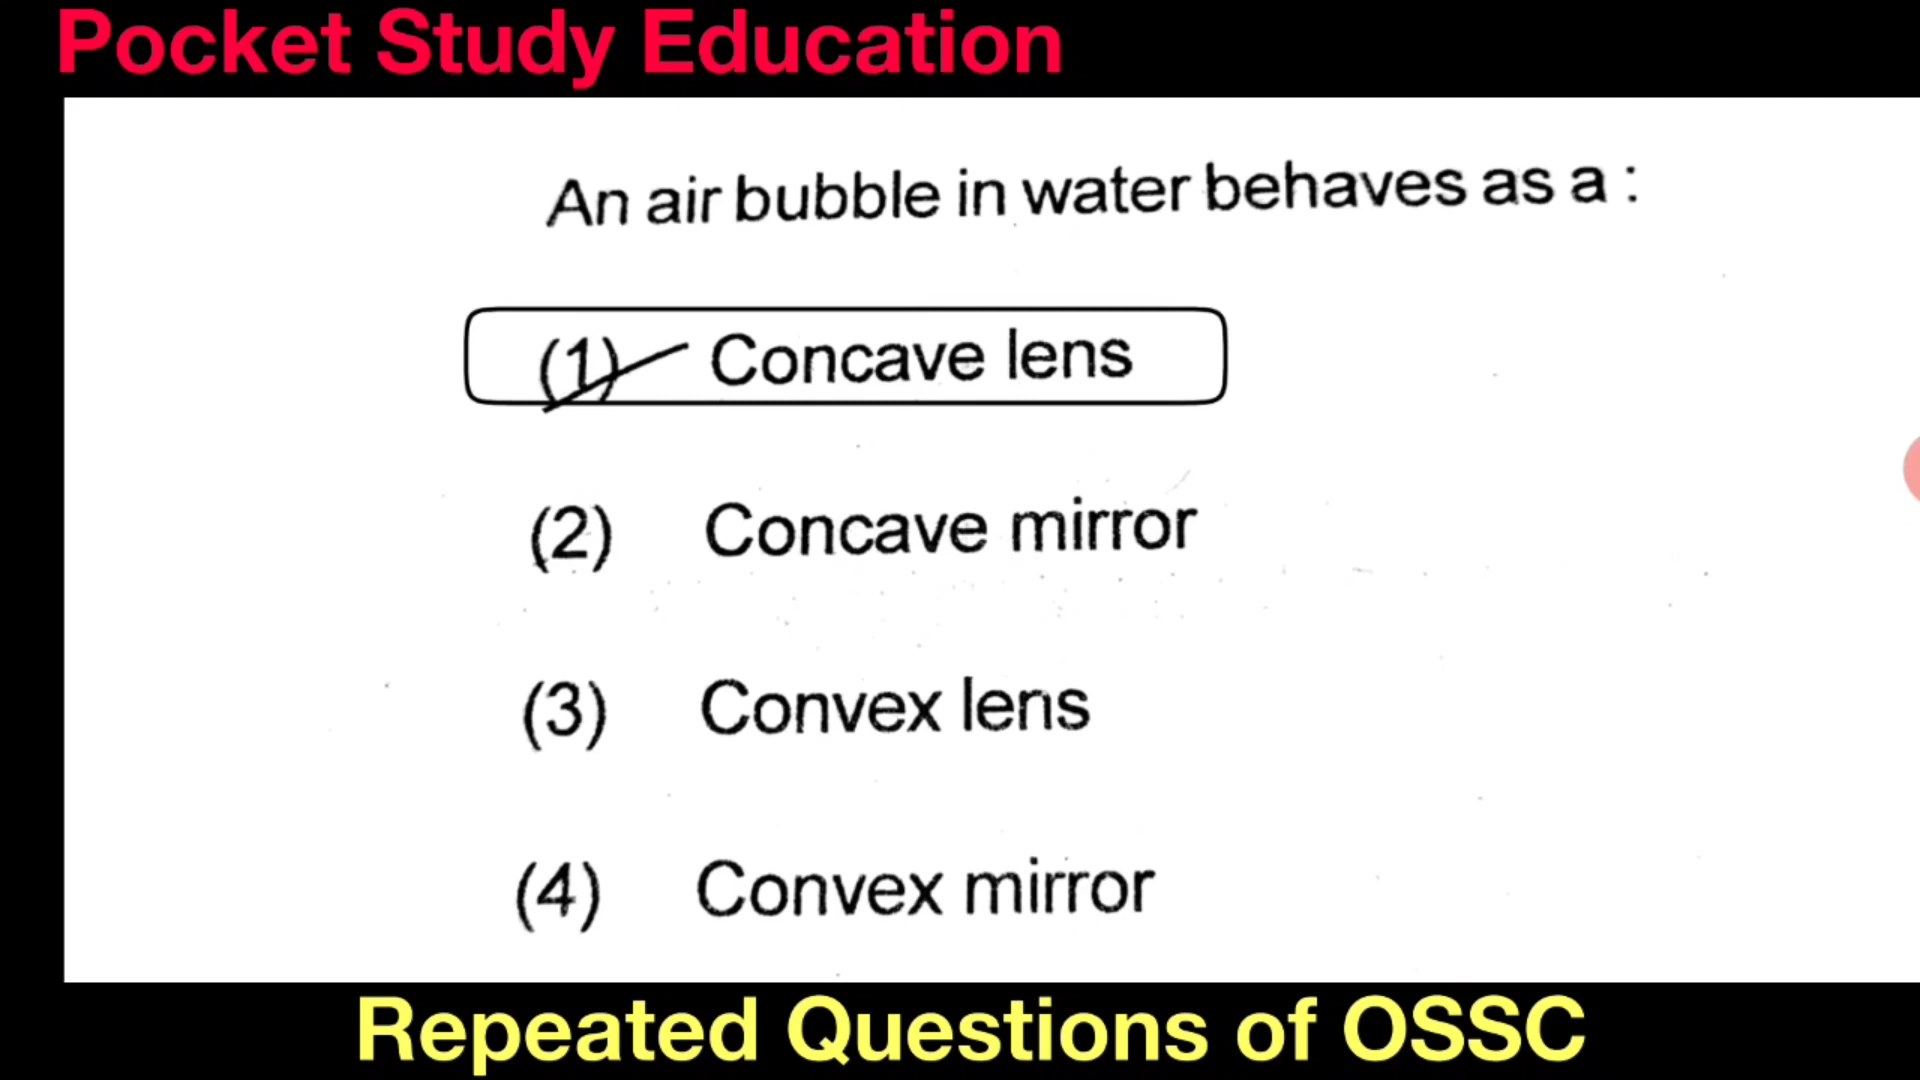 Pocket Study Education
An air bubble in water behaves as a :
(1) Concave lens
(2) Concave mirror
(3) Convex lens
(4) Convex mirror
Repeated Questions of OSSC